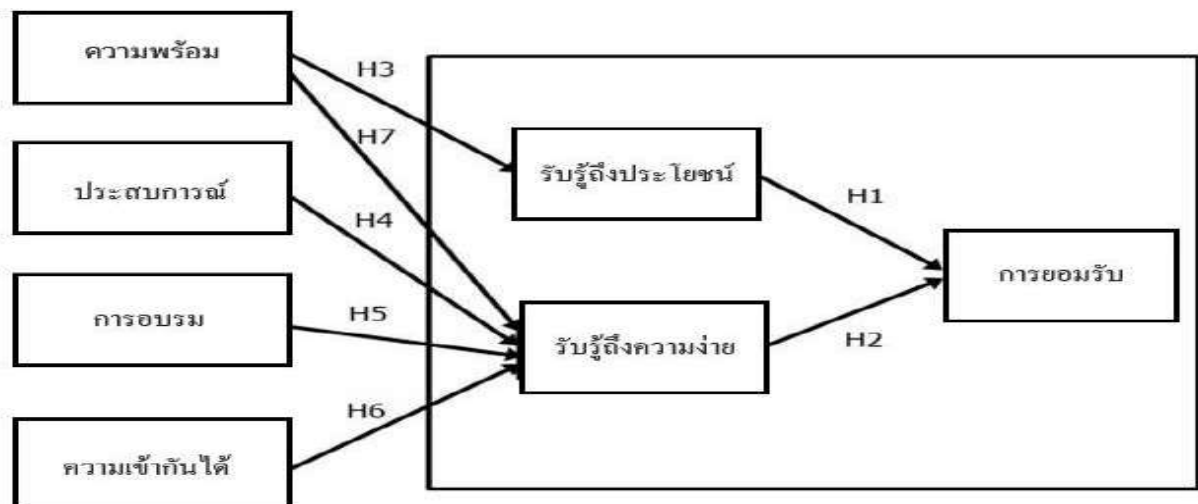 ความพร้อม
H3
H7
รับรู้ถึงประโยชน์
ประสบการณ์
H4
H1
การยอมรับ
การอบรม
H5
รับรู้ถึงความง่าย
H2
H6
ความเข้ากันได้